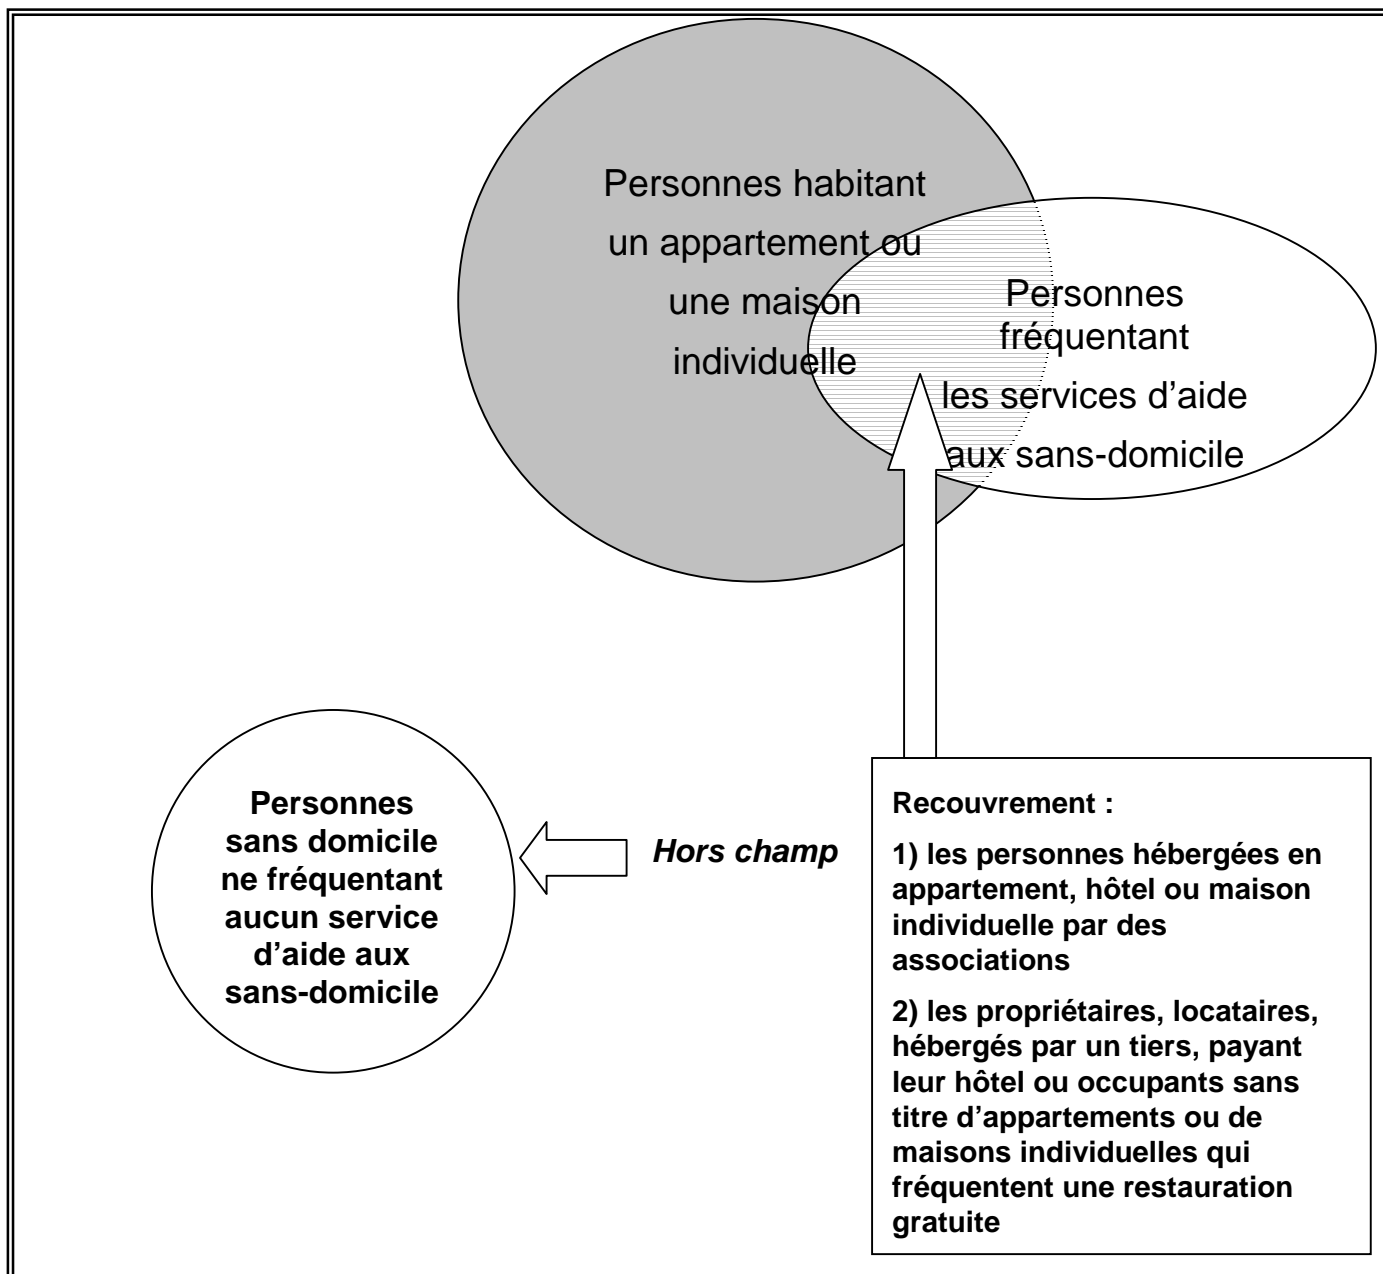 Personnes habitant
un appartement ou
une maison
individuelle
Personnes
fréquentant
les services d’aide
aux sans-domicile
Personnes
sans domicile
ne fréquentant
aucun service
d’aide aux
sans-domicile
Hors champ
Recouvrement :
1) les personnes hébergées en
appartement, hôtel ou maison
individuelle par des
associations
2) les propriétaires, locataires,
hébergés par un tiers, payant
leur hôtel ou occupants sans
titre d’appartements ou de
maisons individuelles qui
fréquentent une restauration
gratuite